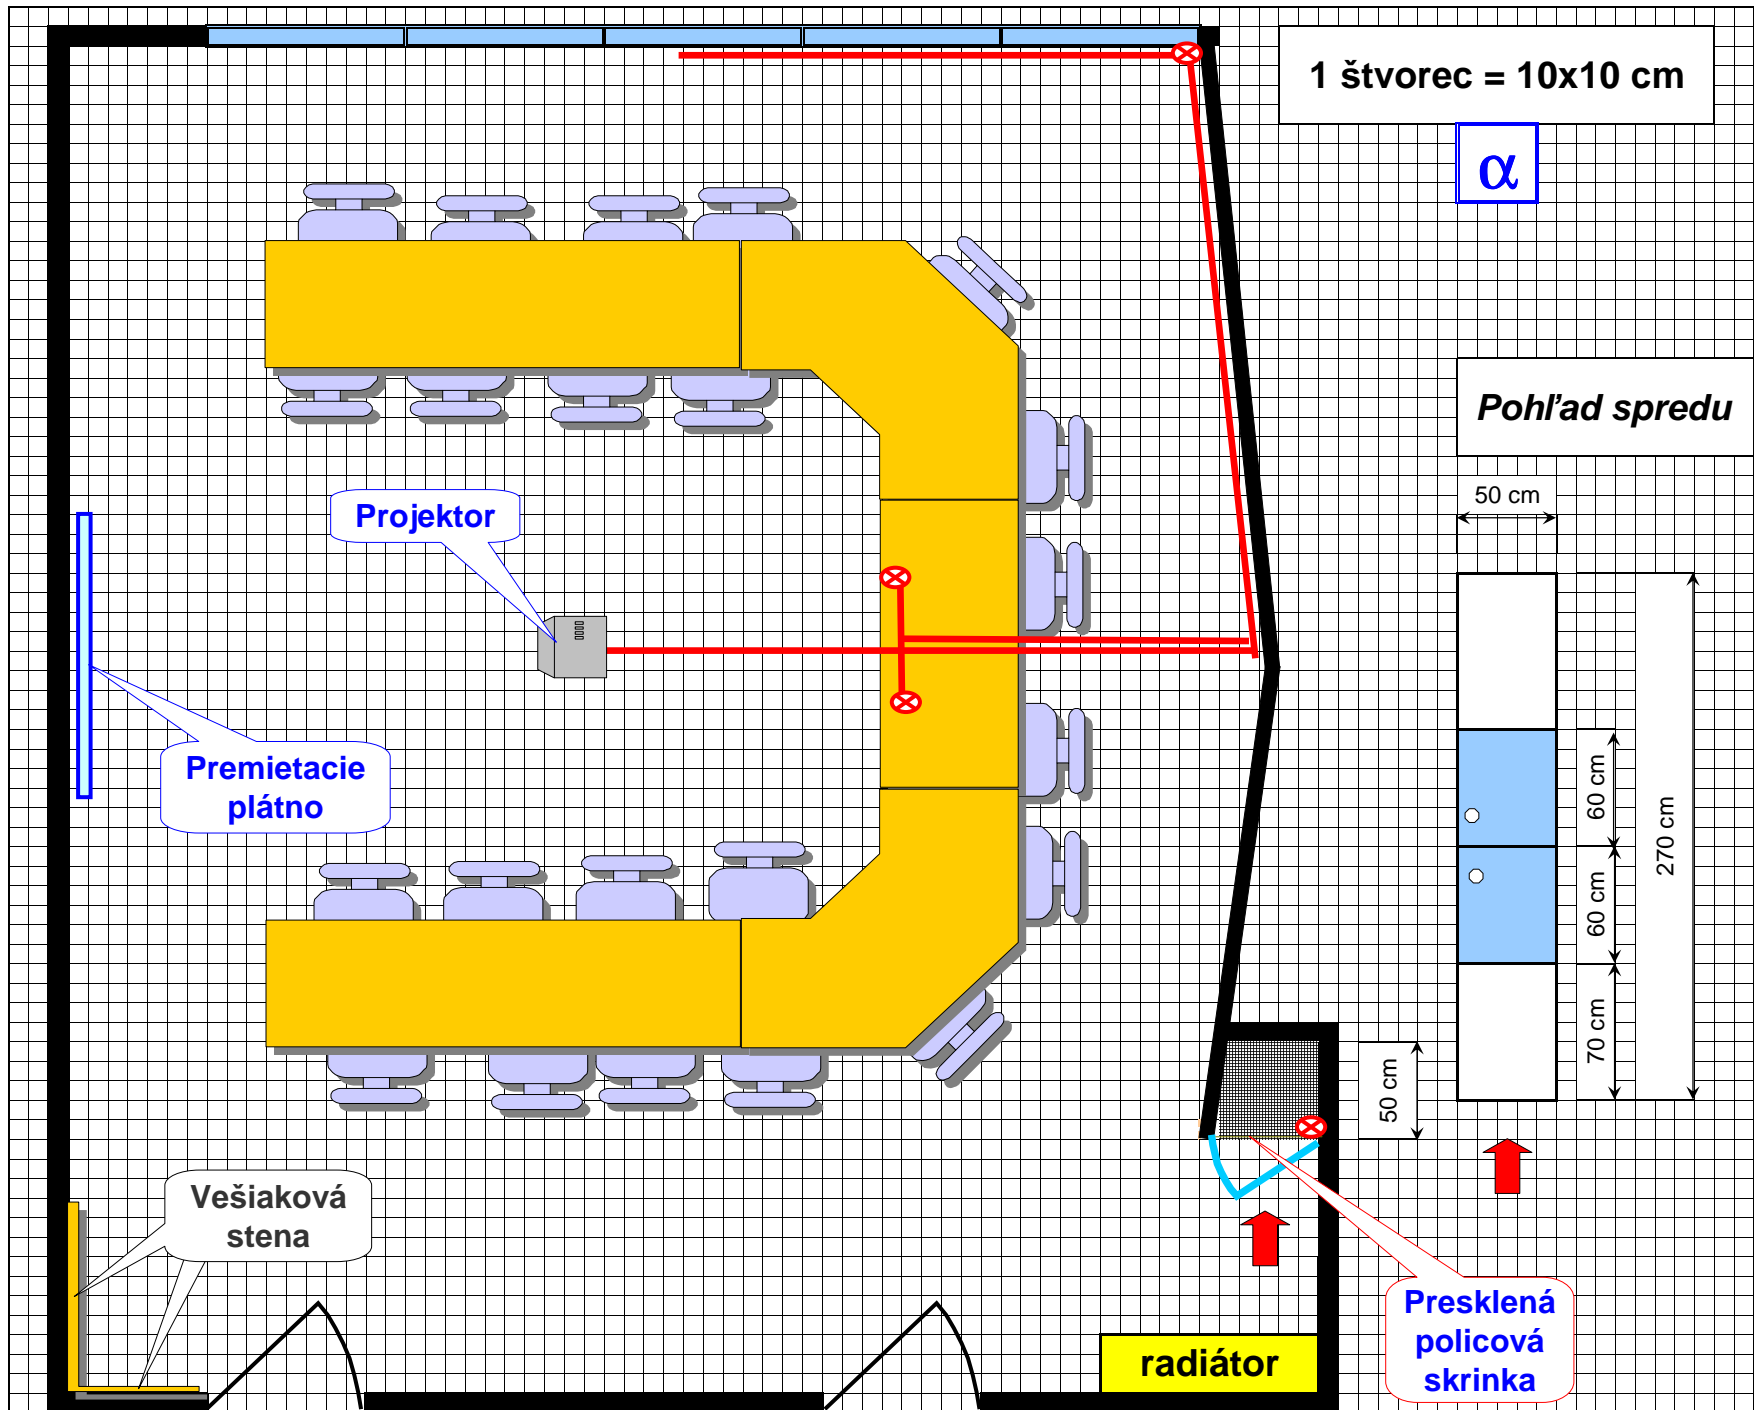 1 štvorec = 10x10 cm
α
Pohľad spredu
50 cm
Projektor
Premietacie
plátno
60 cm
270 cm
60 cm
70 cm
50 cm
Vešiaková
stena
Presklená
policová
skrinka
radiátor